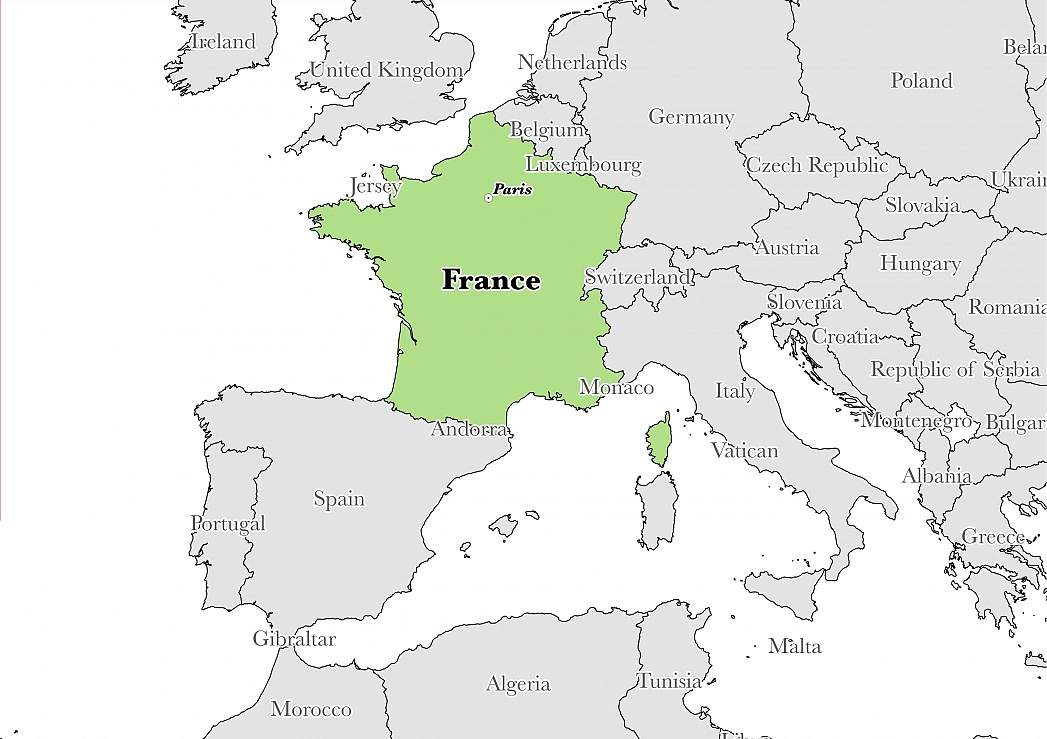 Ireland
Belar
United Kingdom
Netherlands
Poland
Germany
Belgium
Luxembourg
Czech Republic
Jersey
Paris
Ukrain
Slovakia
Austria
Hungary
France
Switzerland
Slovenia
Romania
Croatia
Republic of Serbia
Monaco
Italy
Montenegro
Bulgari
Andorra
Vatican
Albania
Spain
Portugal
Greece
Gibraltar
Malta
Algeria
Tunisia
Morocco